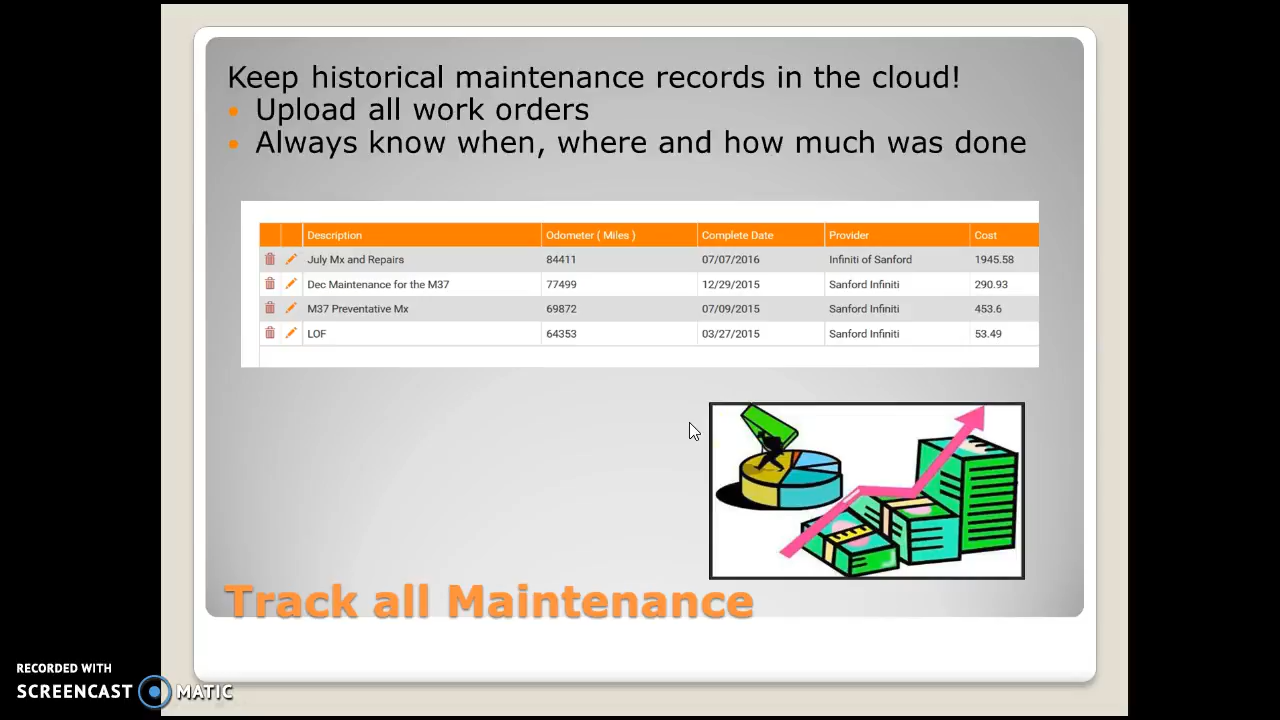 Keep historical maintenance records in the cloud!
• Upload all work orders
• Always know when, where and how much was done
Description Odometer ( Miles ) Complete Date Provider Cost
July Mx and Repairs 84411 07/07/2016 Infiniti of Sanford 1945.58
Dec Maintenance for the M37 77499 12/29/2015 Sanford Infiniti 290.93
M37 Preventative Mx 69872 07/09/2015 Sanford Infiniti 453.6
LOF 64353 03/27/2015 Sanford Infiniti 53.49
Track all Maintenance
RECORDED WITH
SCREENCAST MATIC